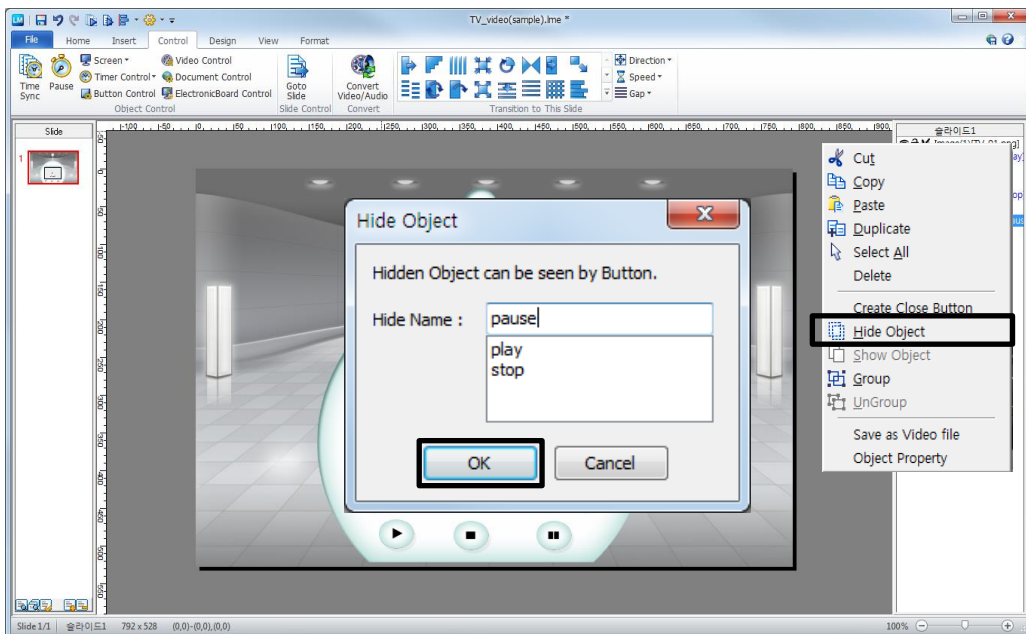 TV_video(sample).lme *
File Home Insert Control Design View Format
Time Sync
Pause
Screen
Timer Control
Button Control
Video Control
Document Control
ElectronicBoard Control
Object Control
Goto Slide
Slide Control
Convert Video/Audio
Convert
Direction
Speed
Gap
Transition to This Slide
Slide
1
슬라이드1
Cut
Copy
Paste
Duplicate
Select All
Delete
Create Close Button
Hide Object
Show Object
Group
UnGroup
Save as Video file
Object Property
Hide Object
Hidden Object can be seen by Button.
Hide Name : pause
play
stop
OK Cancel
Slide 1/1 슬라이드1 792 x 528 (0,0)-(0,0),(0,0) 100%